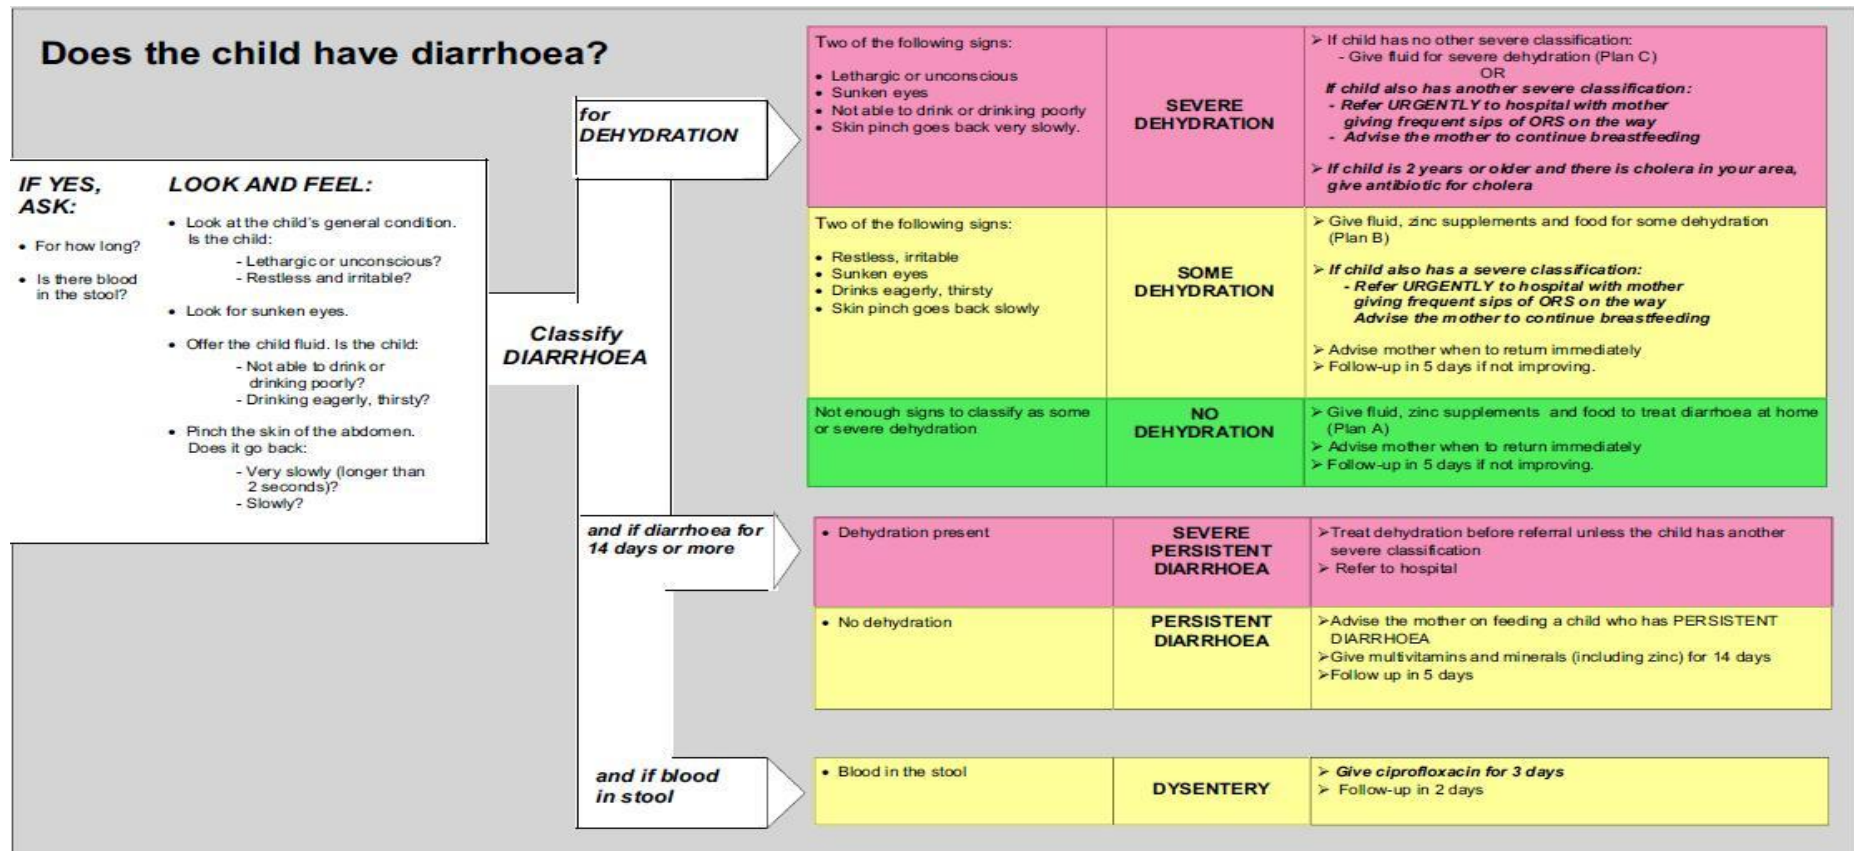 Does the child have diarrhoea?
IF YES,
ASK:
• For how long?
• Is there blood
in the stool?
LOOK AND FEEL:
• Look at the child's general condition.
Is the child:
- Lethargic or unconscious?
- Restless and irritable?
• Look for sunken eyes.
• Offer the child fluid. Is the child:
- Not able to drink or
drinking poorly?
- Drinking eagerly, thirsty?
• Pinch the skin of the abdomen.
Does it go back:
- Very slowly (longer than
2 seconds)?
- Slowly?
Classify
DIARRHOEA
for
DEHYDRATION
Two of the following signs:
• Lethargic or unconscious
• Sunken eyes
• Not able to drink or drinking poorly
• Skin pinch goes back very slowly.
SEVERE
DEHYDRATION
➢ If child has no other severe classification:
- Give fluid for severe dehydration (Plan C)
OR
If child also has another severe classification:
- Refer URGENTLY to hospital with mother
giving frequent sips of ORS on the way
- Advise the mother to continue breastfeeding
➢ If child is 2 years or older and there is cholera in your area,
give antibiotic for cholera
Two of the following signs:
• Restless, irritable
• Sunken eyes
• Drinks eagerly, thirsty
• Skin pinch goes back slowly
SOME
DEHYDRATION
➢ Give fluid, zinc supplements and food for some dehydration
(Plan B)
➢ If child also has a severe classification:
- Refer URGENTLY to hospital with mother
giving frequent sips of ORS on the way
Advise the mother to continue breastfeeding
➢ Advise mother when to return immediately
➢ Follow-up in 5 days if not improving.
Not enough signs to classify as some
or severe dehydration
NO
DEHYDRATION
➢ Give fluid, zinc supplements and food to treat diarrhoea at home
(Plan A)
➢ Advise mother when to return immediately
➢ Follow-up in 5 days if not improving.
and if diarrhoea for
14 days or more
• Dehydration present
SEVERE
PERSISTENT
DIARRHOEA
➢Treat dehydration before referral unless the child has another
severe classification
➢ Refer to hospital
• No dehydration
PERSISTENT
DIARRHOEA
➢Advise the mother on feeding a child who has PERSISTENT
DIARRHOEA
➢Give multivitamins and minerals (including zinc) for 14 days
➢Follow up in 5 days
and if blood
in stool
• Blood in the stool
DYSENTERY
➢ Give ciprofloxacin for 3 days
➢ Follow-up in 2 days